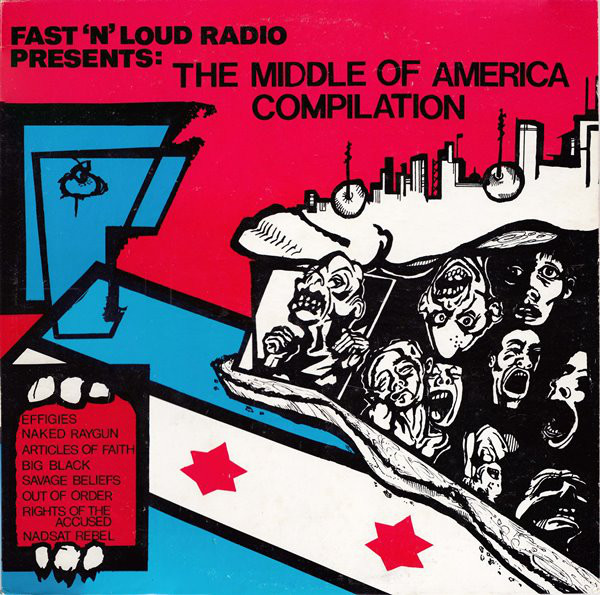 FAST 'N' LOUD RADIO
PRESENTS:
THE MIDDLE OF AMERICA
COMPILATION
EFFIGIES
NAKED RAYGUN
ARTICLES OF FAITH
BIG BLACK
SAVAGE BELIEFS
OUT OF ORDER
RIGHTS OF THE
ACCUSED
NADSAT REBEL